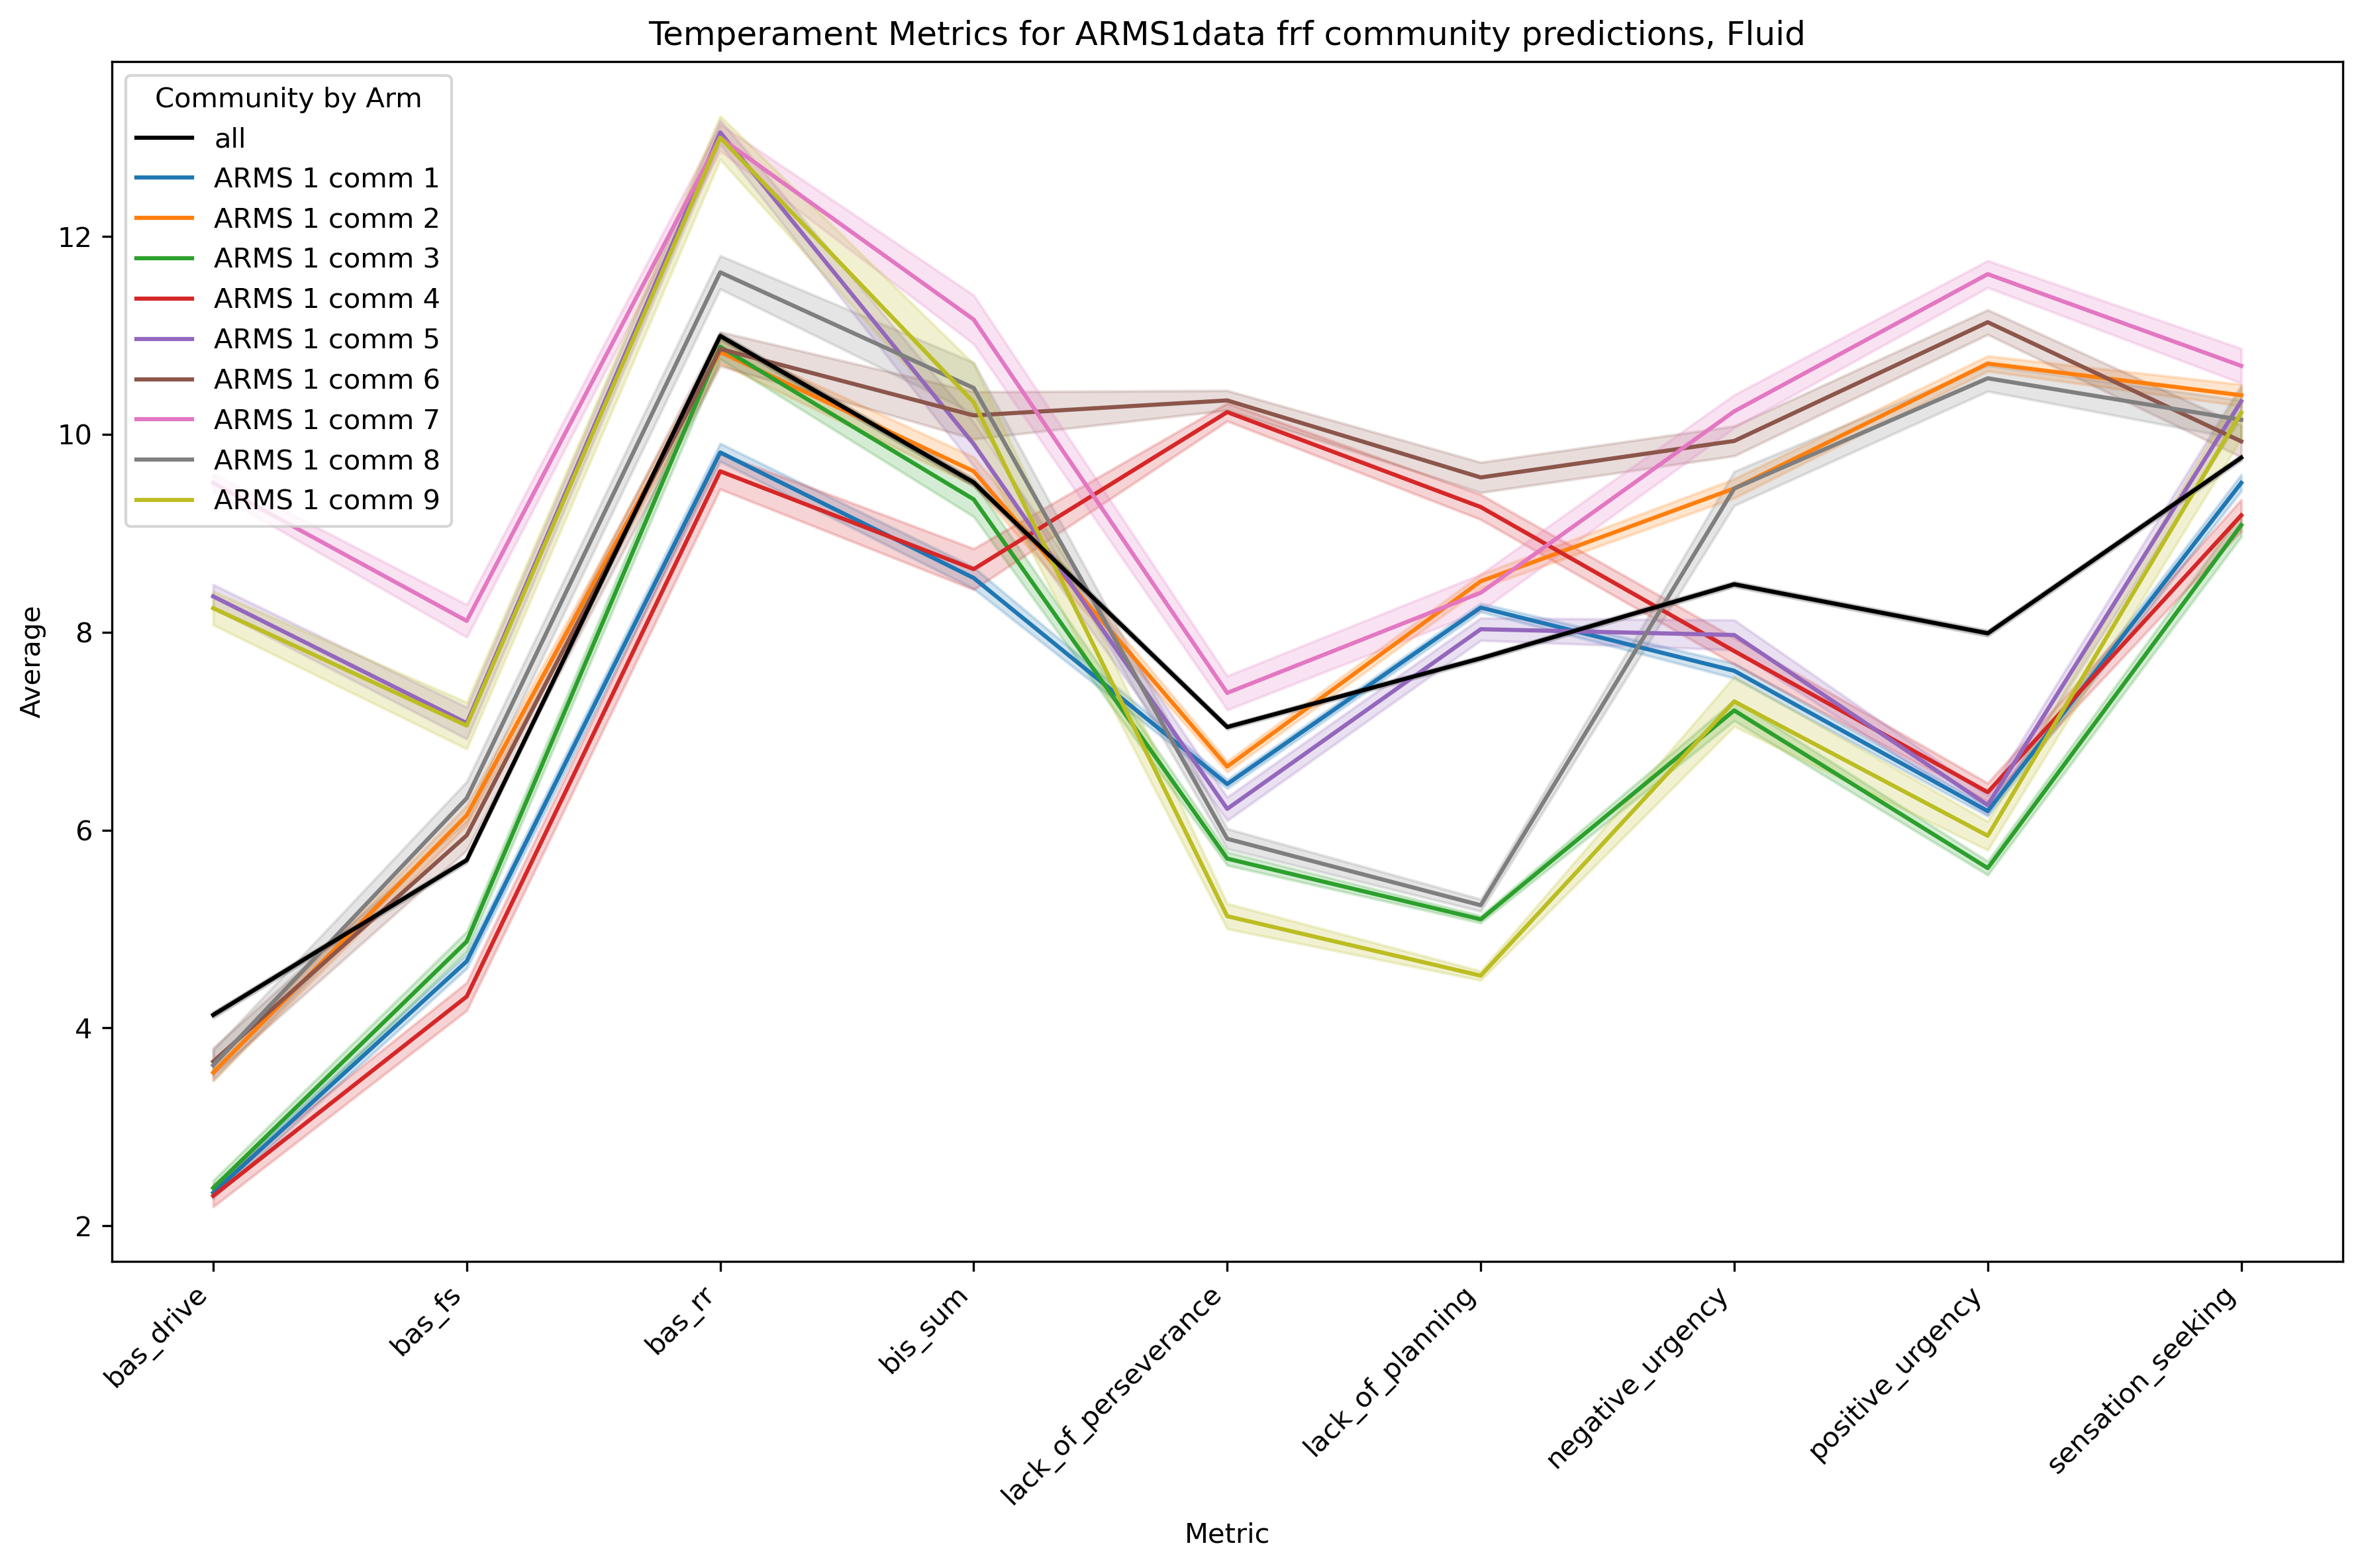 Temperament Metrics for ARMS1data frf community predictions, Fluid
Community by Arm
all
ARMS 1 comm 1
ARMS 1 comm 2
ARMS 1 comm 3
ARMS 1 comm 4
ARMS 1 comm 5
ARMS 1 comm 6
ARMS 1 comm 7
ARMS 1 comm 8
ARMS 1 comm 9
Average
12
10
8
6
4
2
bas_drive
bas_fs
bas_rr
bis_sum
lack_of_perseverance
lack_of_planning
negative_urgency
positive_urgency
sensation_seeking
Metric